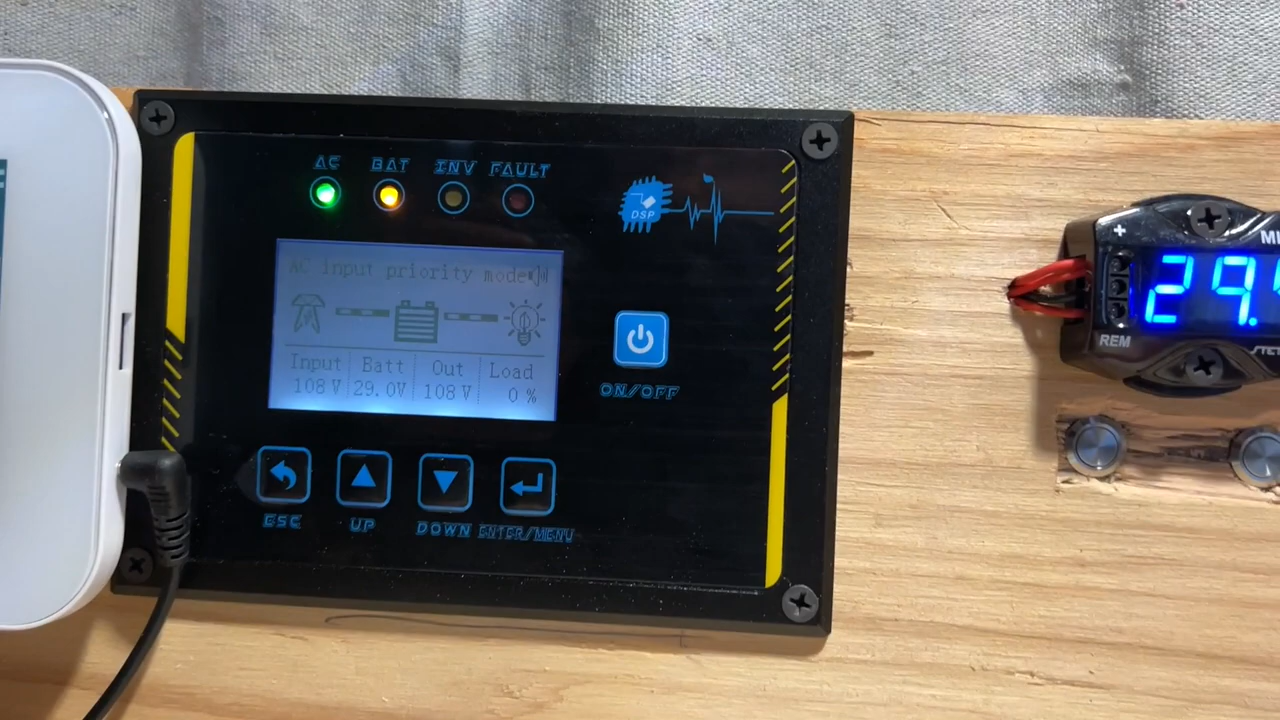 AC BAT INV FAULT
DSP
AC input priority mode
Input Batt Out Load
108 V 29.0V 108 V 0 %
ON/OFF
ESC UP DOWN ENTER/MENU
+
29.
REM